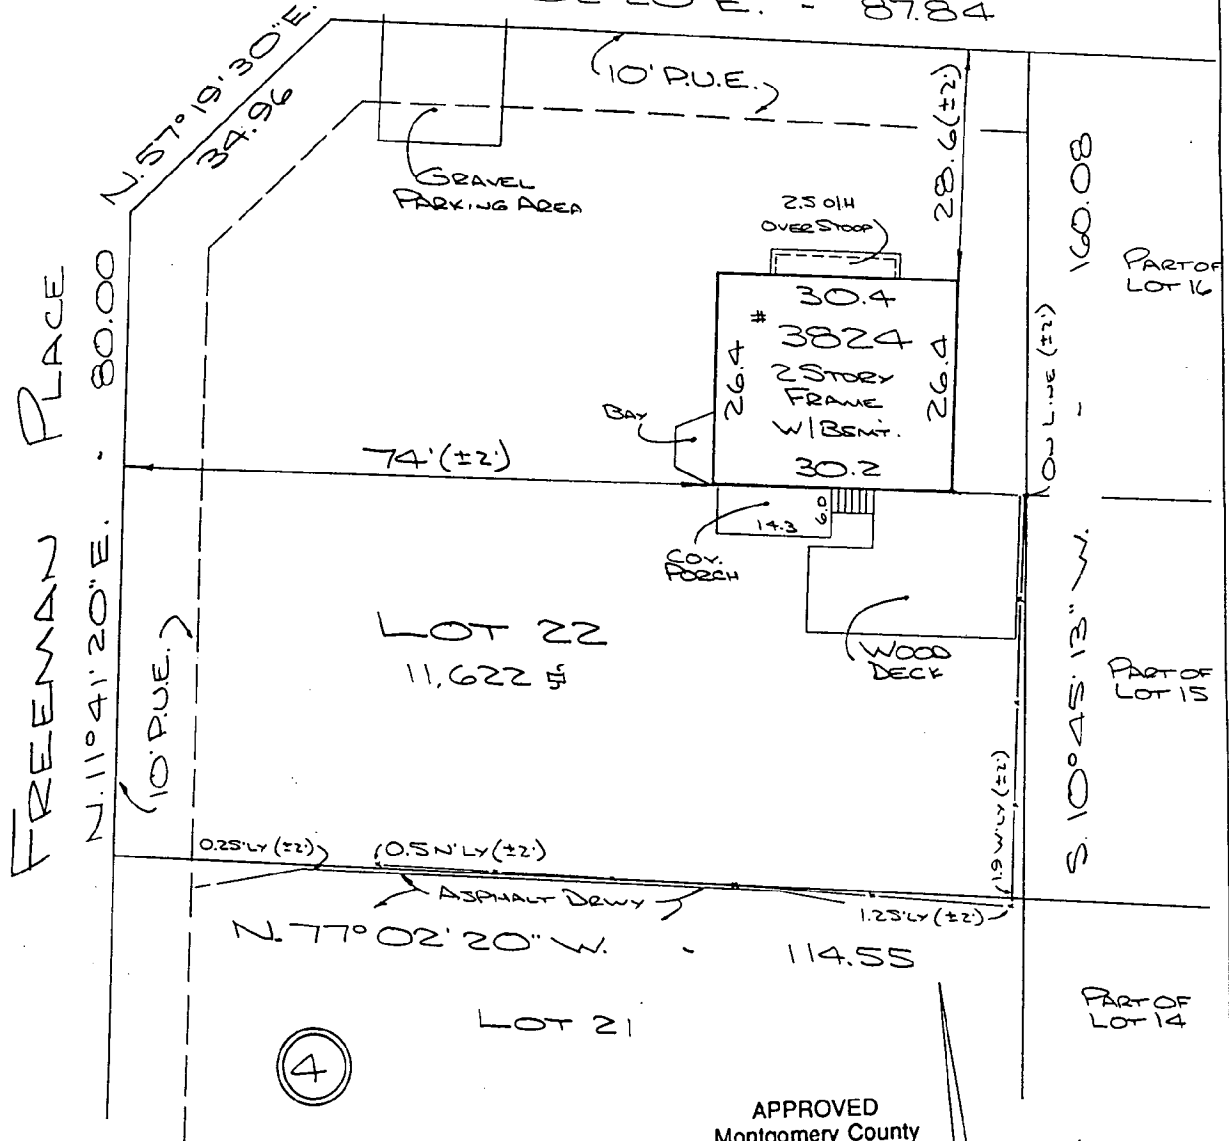 E. - 87.84
N.57°19'30"E.
34.96
10' P.U.E.
GRAVEL
PARKING AREA
2.5 O/H
OVER STOOP
28.6(±2')
160.08
PART OF
LOT 16
30.4
# 3824
2 STORY
FRAME
W/BSMT.
30.2
26.4
26.4
BAY
ON LINE (±2')
FREEMAN PLACE
N.11°41'20"E. - 80.00
74'(±2')
14.3
6.0
COV.
PORCH
WOOD
DECK
LOT 22
11,622
10' P.U.E.
S.10°45'13"W. -
PART OF
LOT 15
0.2S'LY (±2')
0.5N'LY (±2')
1.9W'LY (±2')
ASPHALT DRWY
1.2S'LY (±2')
N.77°02'20"W. - 114.55
LOT 21
PART OF
LOT 14
4
APPROVED
Montgomery County